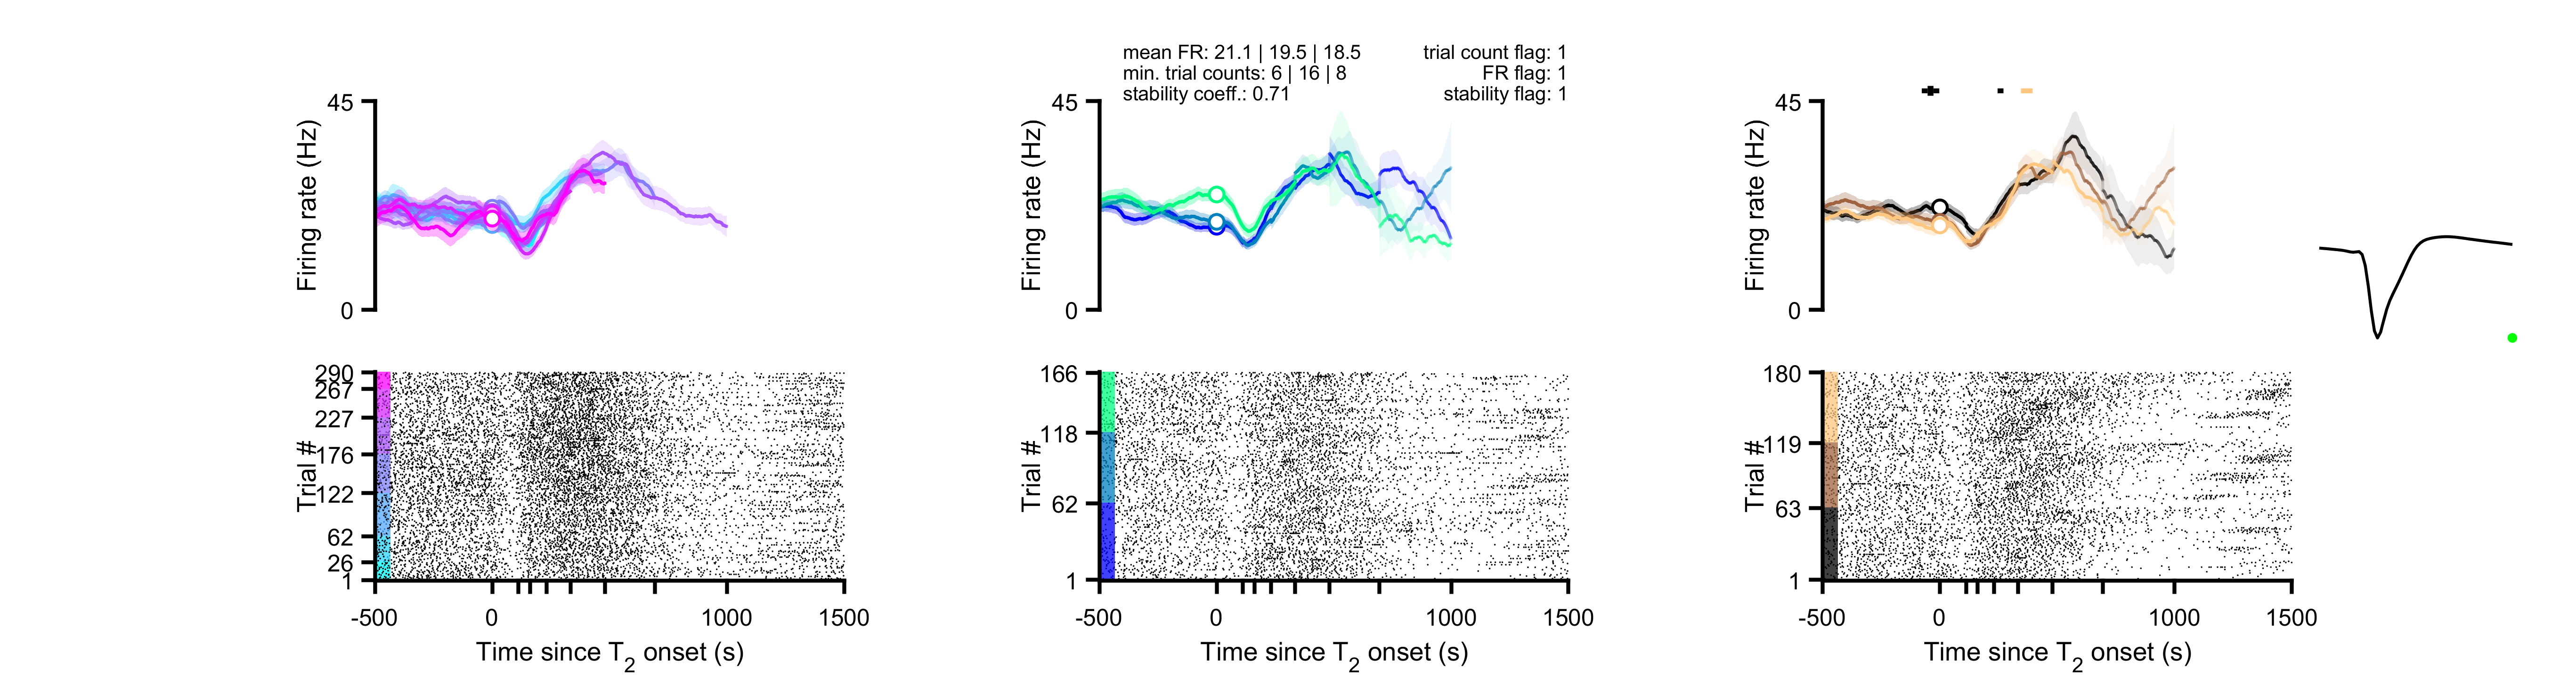 mean FR: 21.1 | 19.5 | 18.5
trial count flag: 1
min. trial counts: 6 | 16 | 8
FR flag: 1
stability coeff.: 0.71
stability flag: 1
45
Firing rate (Hz)
0
45
Firing rate (Hz)
0
45
Firing rate (Hz)
0
290
267
227
176
122
62
26
1
Trial #
-500
0
1000
1500
Time since T2 onset (s)
166
118
62
1
Trial #
-500
0
1000
1500
Time since T2 onset (s)
180
119
63
1
Trial #
-500
0
1000
1500
Time since T2 onset (s)